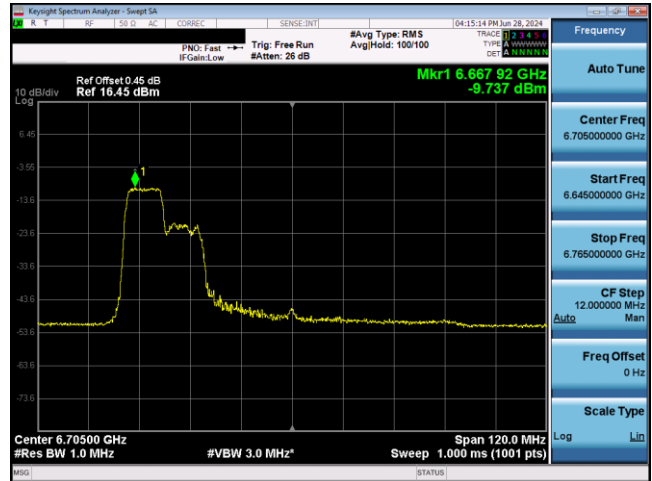 Keysight Spectrum Analyzer - Swept SA
R T RF 50 Ω AC CORREC SENSE:INT 04:15:14 PM Jun 28, 2024
PNO: Fast Trig: Free Run #Avg Type: RMS TRACE 1 2 3 4 5 6
IFGain:Low #Atten: 26 dB Avg|Hold: 100/100 TYPE A WWWWW
DET A N N N N N
Frequency
Auto Tune
Ref Offset 0.45 dB Mkr1 6.667 92 GHz
10 dB/div Ref 16.45 dBm -9.737 dBm
Log
6.45
-3.55
1
-13.6
-23.6
-33.6
-43.6
-53.6
-63.6
-73.6
Center Freq
6.705000000 GHz
Start Freq
6.645000000 GHz
Stop Freq
6.765000000 GHz
CF Step
12.000000 MHz
Auto Man
Freq Offset
0 Hz
Scale Type
Log Lin
Center 6.70500 GHz Span 120.0 MHz
#Res BW 1.0 MHz #VBW 3.0 MHz* Sweep 1.000 ms (1001 pts)
MSG STATUS